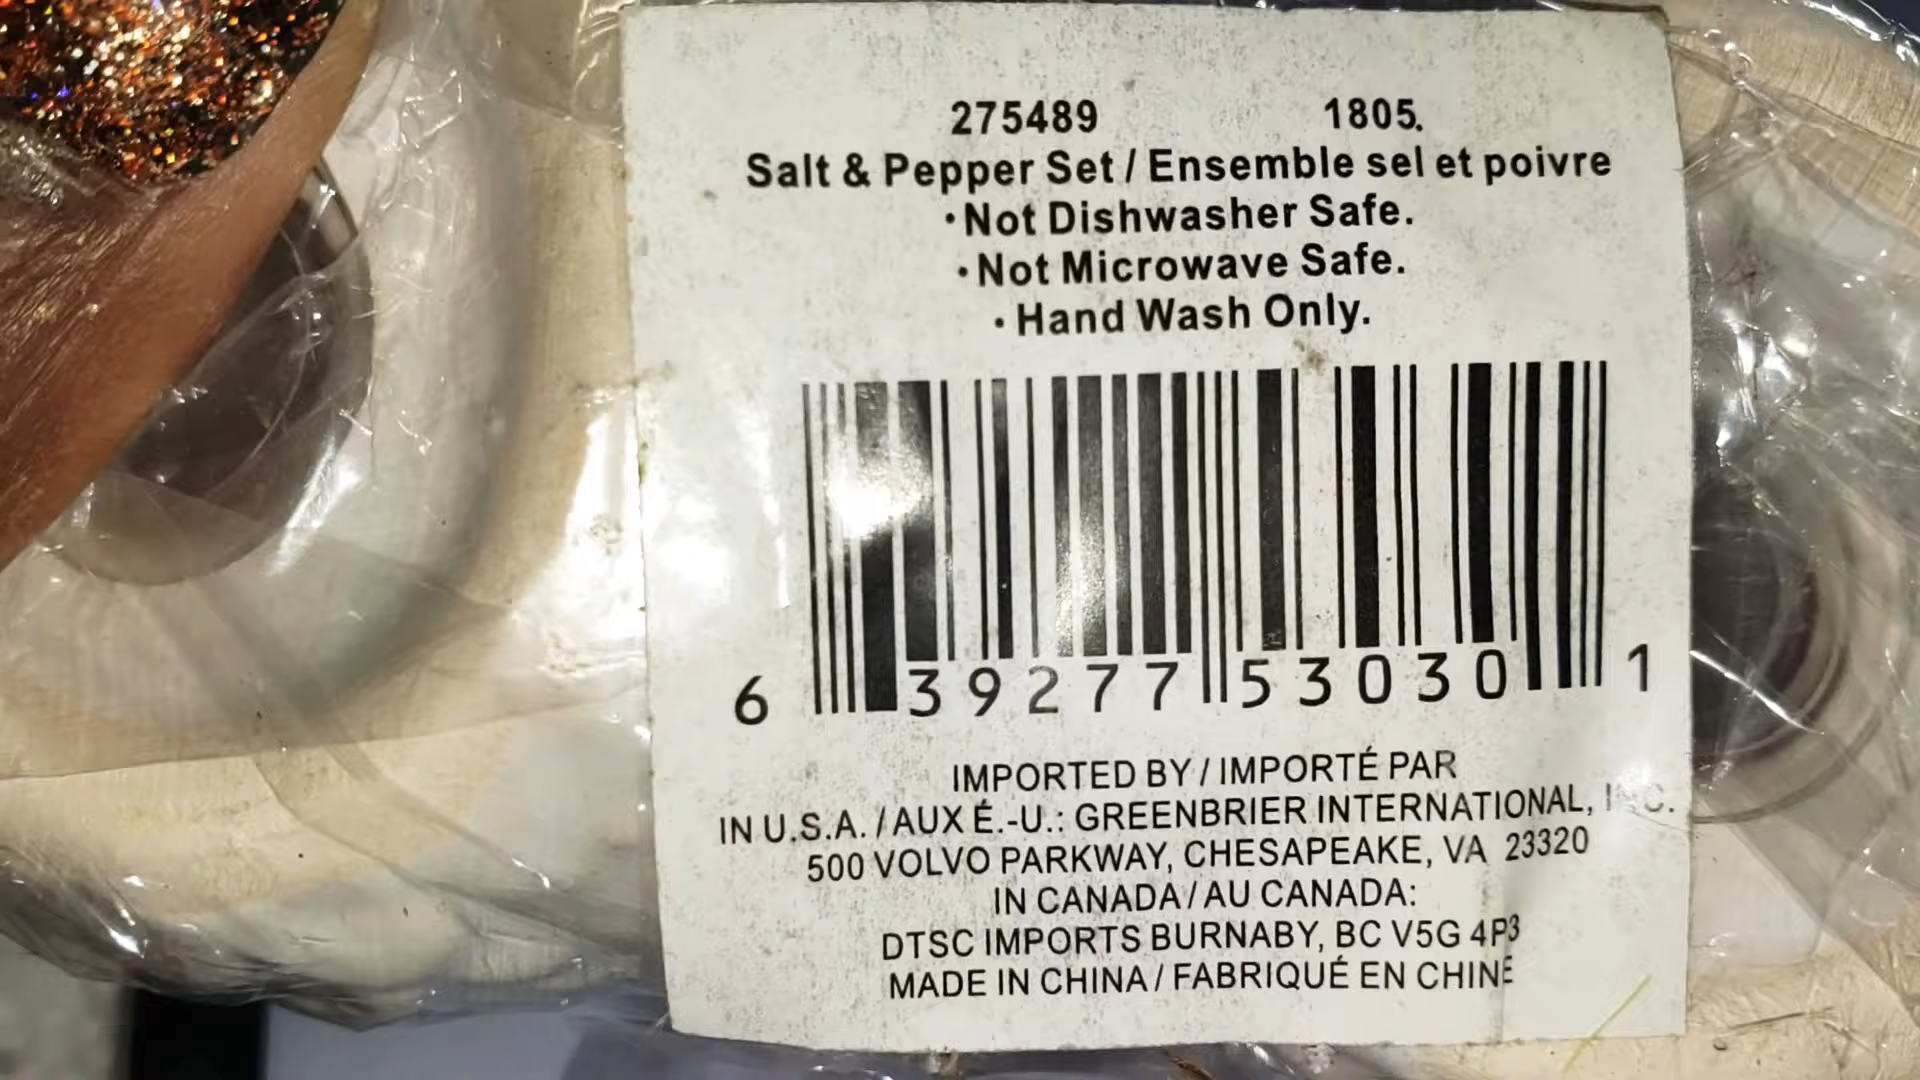 275489 1805.
Salt & Pepper Set / Ensemble sel et poivre
•Not Dishwasher Safe.
•Not Microwave Safe.
•Hand Wash Only.
6 39277 53030 1
IMPORTED BY / IMPORTÉ PAR
IN U.S.A. / AUX É.-U.: GREENBRIER INTERNATIONAL, INC.
500 VOLVO PARKWAY, CHESAPEAKE, VA 23320
IN CANADA / AU CANADA:
DTSC IMPORTS BURNABY, BC V5G 4P3
MADE IN CHINA / FABRIQUÉ EN CHINE